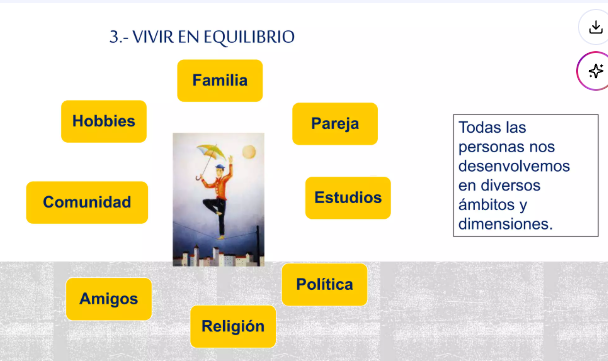 3.- VIVIR EN EQUILIBRIO
Familia
Hobbies
Pareja
Comunidad
Estudios
Amigos
Política
Religión
Todas las
personas nos
desenvolvemos
en diversos
ámbitos y
dimensiones.